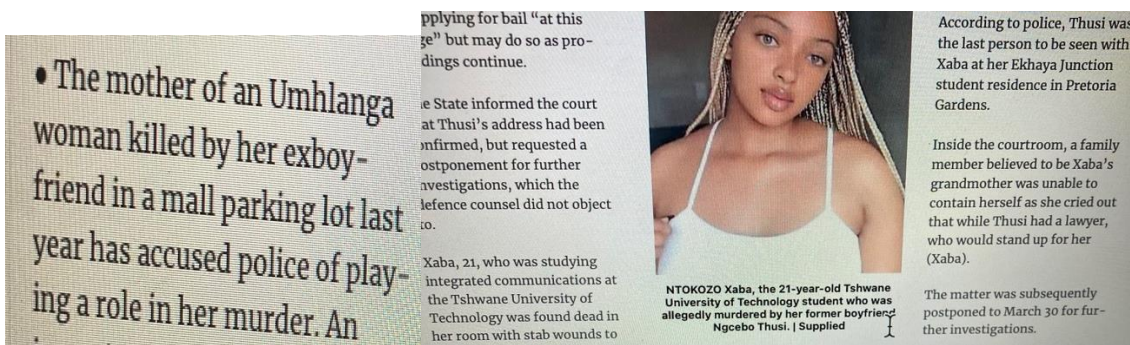 • The mother of an Umhlanga
woman killed by her exboy-
friend in a mall parking lot last
year has accused police of play-
ing a role in her murder. An
pplying for bail “at this
ge” but may do so as pro-
dings continue.
e State informed the court
at Thusi’s address had been
onfirmed, but requested a
ostponement for further
nvestigations, which the
lefence counsel did not object
to.
Xaba, 21, who was studying
integrated communications at
the Tshwane University of
Technology was found dead in
her room with stab wounds to
NTOKOZO Xaba, the 21-year-old Tshwane
University of Technology student who was
allegedly murdered by her former boyfriend
Ngcebo Thusi. | Supplied
According to police, Thusi was
the last person to be seen with
Xaba at her Ekhaya Junction
student residence in Pretoria
Gardens.
Inside the courtroom, a family
member believed to be Xaba’s
grandmother was unable to
contain herself as she cried out
that while Thusi had a lawyer,
who would stand up for her
(Xaba).
The matter was subsequently
postponed to March 30 for fur-
ther investigations.